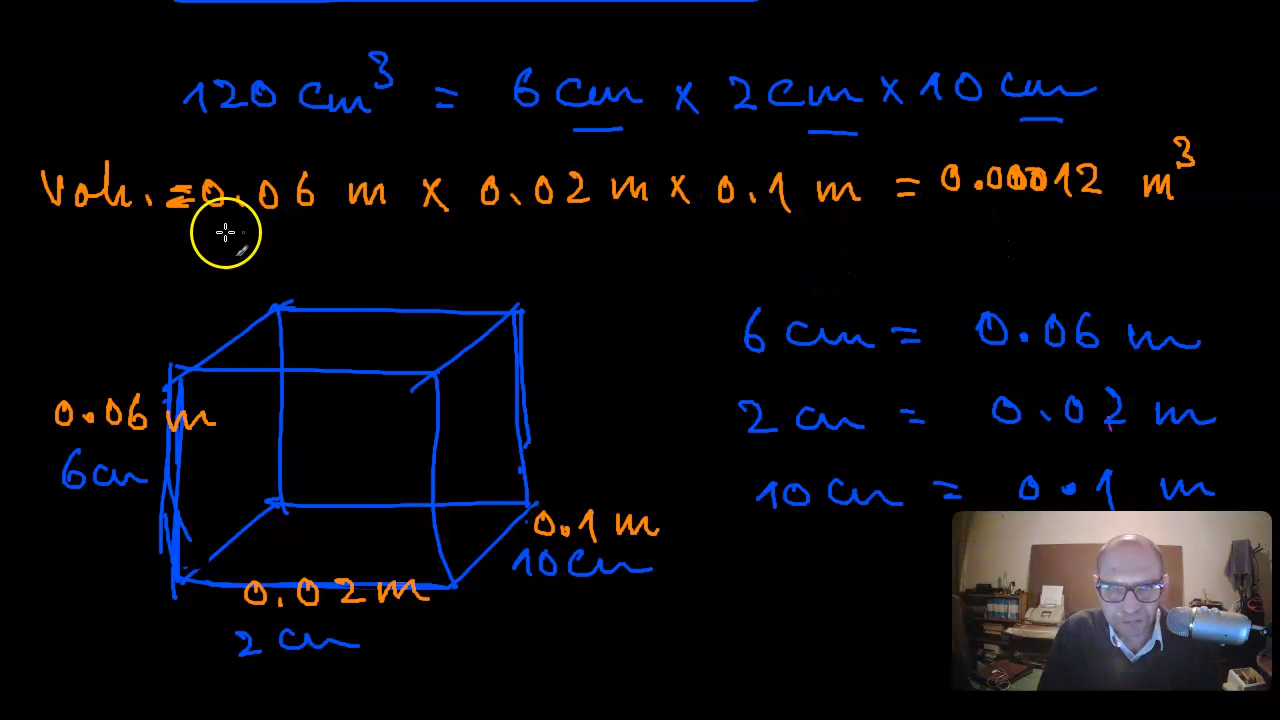 120 cm³ = 6 cm × 2 cm × 10 cm
Vol. = 0.06 m × 0.02 m × 0.1 m = 0.00012 m³
6 cm = 0.06 m
0.06 m
2 cm = 0.02 m
6 cm
10 cm = 0.1 m
0.1 m
10 cm
0.02 m
2 cm